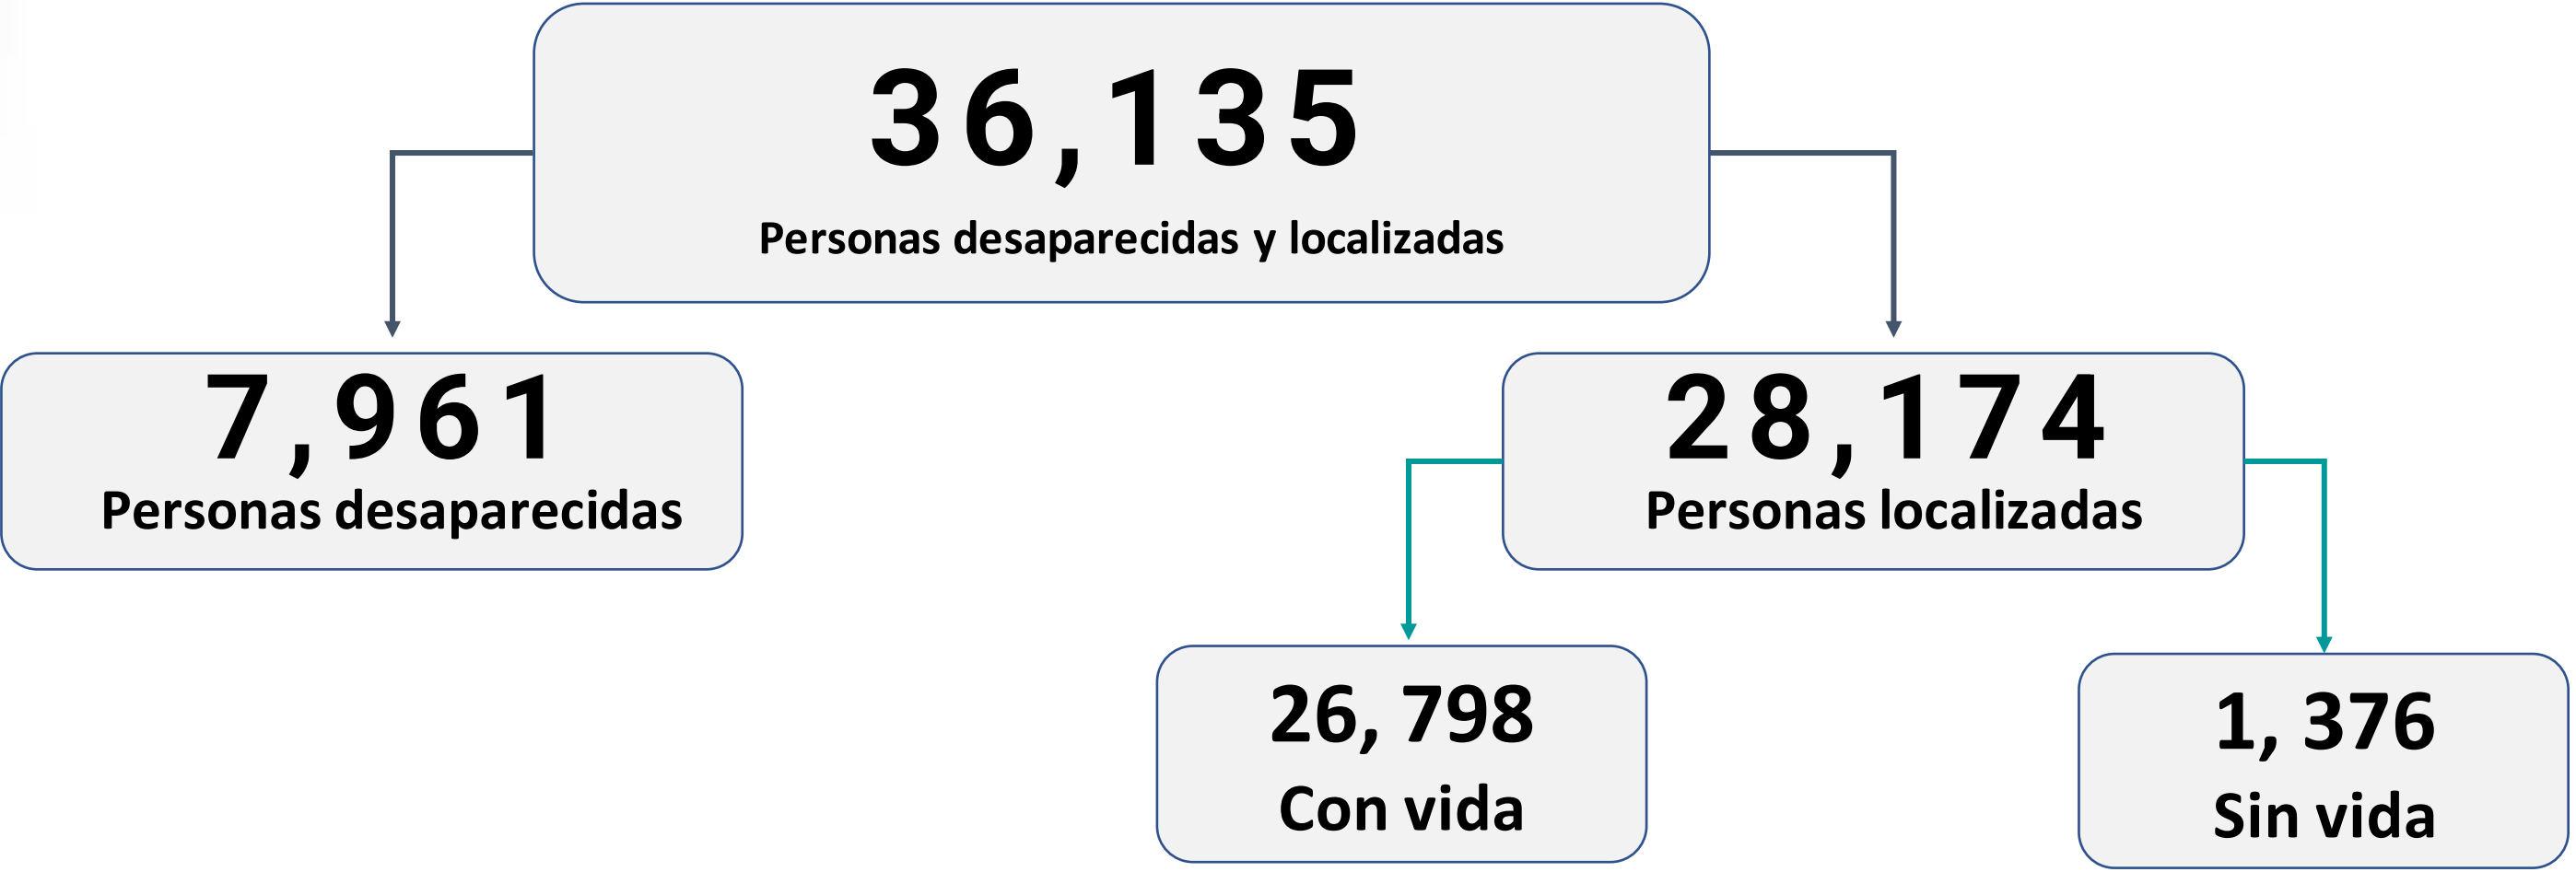 36,135
Personas desaparecidas y localizadas
7,961
Personas desaparecidas
28,174
Personas localizadas
26, 798
Con vida
1, 376
Sin vida